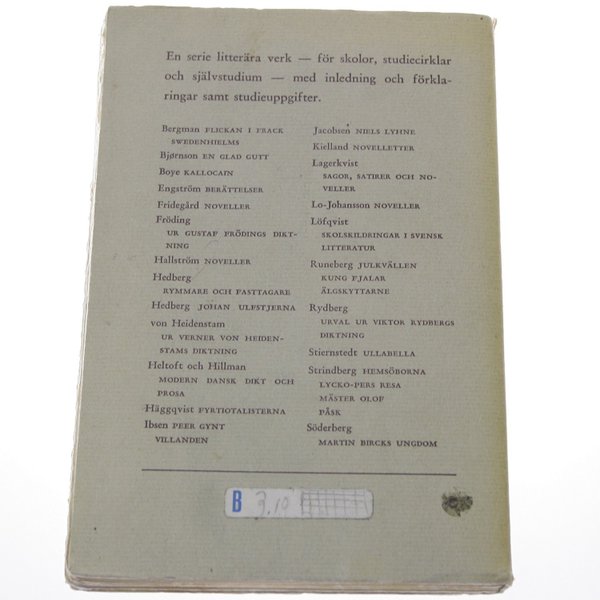 En serie litterära verk — för skolor, studiecirklar
och självstudium — med inledning och förkla-
ringar samt studieuppgifter.
Bergman FLICKAN I FRACK
SWEDENHIELMS
Bjørnson EN GLAD GUTT
Boye KALLOCAIN
Engström BERÄTTELSER
Fridegård NOVELLER
Fröding
UR GUSTAF FRÖDINGS DIKT-
NING
Hallström NOVELLER
Hedberg
RYMMARE OCH FASTTAGARE
Hedberg JOHAN ULFSTJERNA
von Heidenstam
UR VERNER VON HEIDEN-
STAMS DIKTNING
Heltoft och Hillman
MODERN DANSK DIKT OCH
PROSA
Häggqvist FYRTIOTALISTERNA
Ibsen PEER GYNT
VILLANDEN
Jacobsen NIELS LYHNE
Kielland NOVELLETTER
Lagerkvist
SAGOR, SATIRER OCH NO-
VELLER
Lo-Johansson NOVELLER
Löfqvist
SKOLSKILDRINGAR I SVENSK
LITTERATUR
Runeberg JULKVÄLLEN
KUNG FJALAR
ÄLGSKYTTARNE
Rydberg
URVAL UR VIKTOR RYDBERGS
DIKTNING
Stiernstedt ULLABELLA
Strindberg HEMSÖBORNA
LYCKO-PERS RESA
MÄSTER OLOF
PÅSK
Söderberg
MARTIN BIRCKS UNGDOM
B 3.10